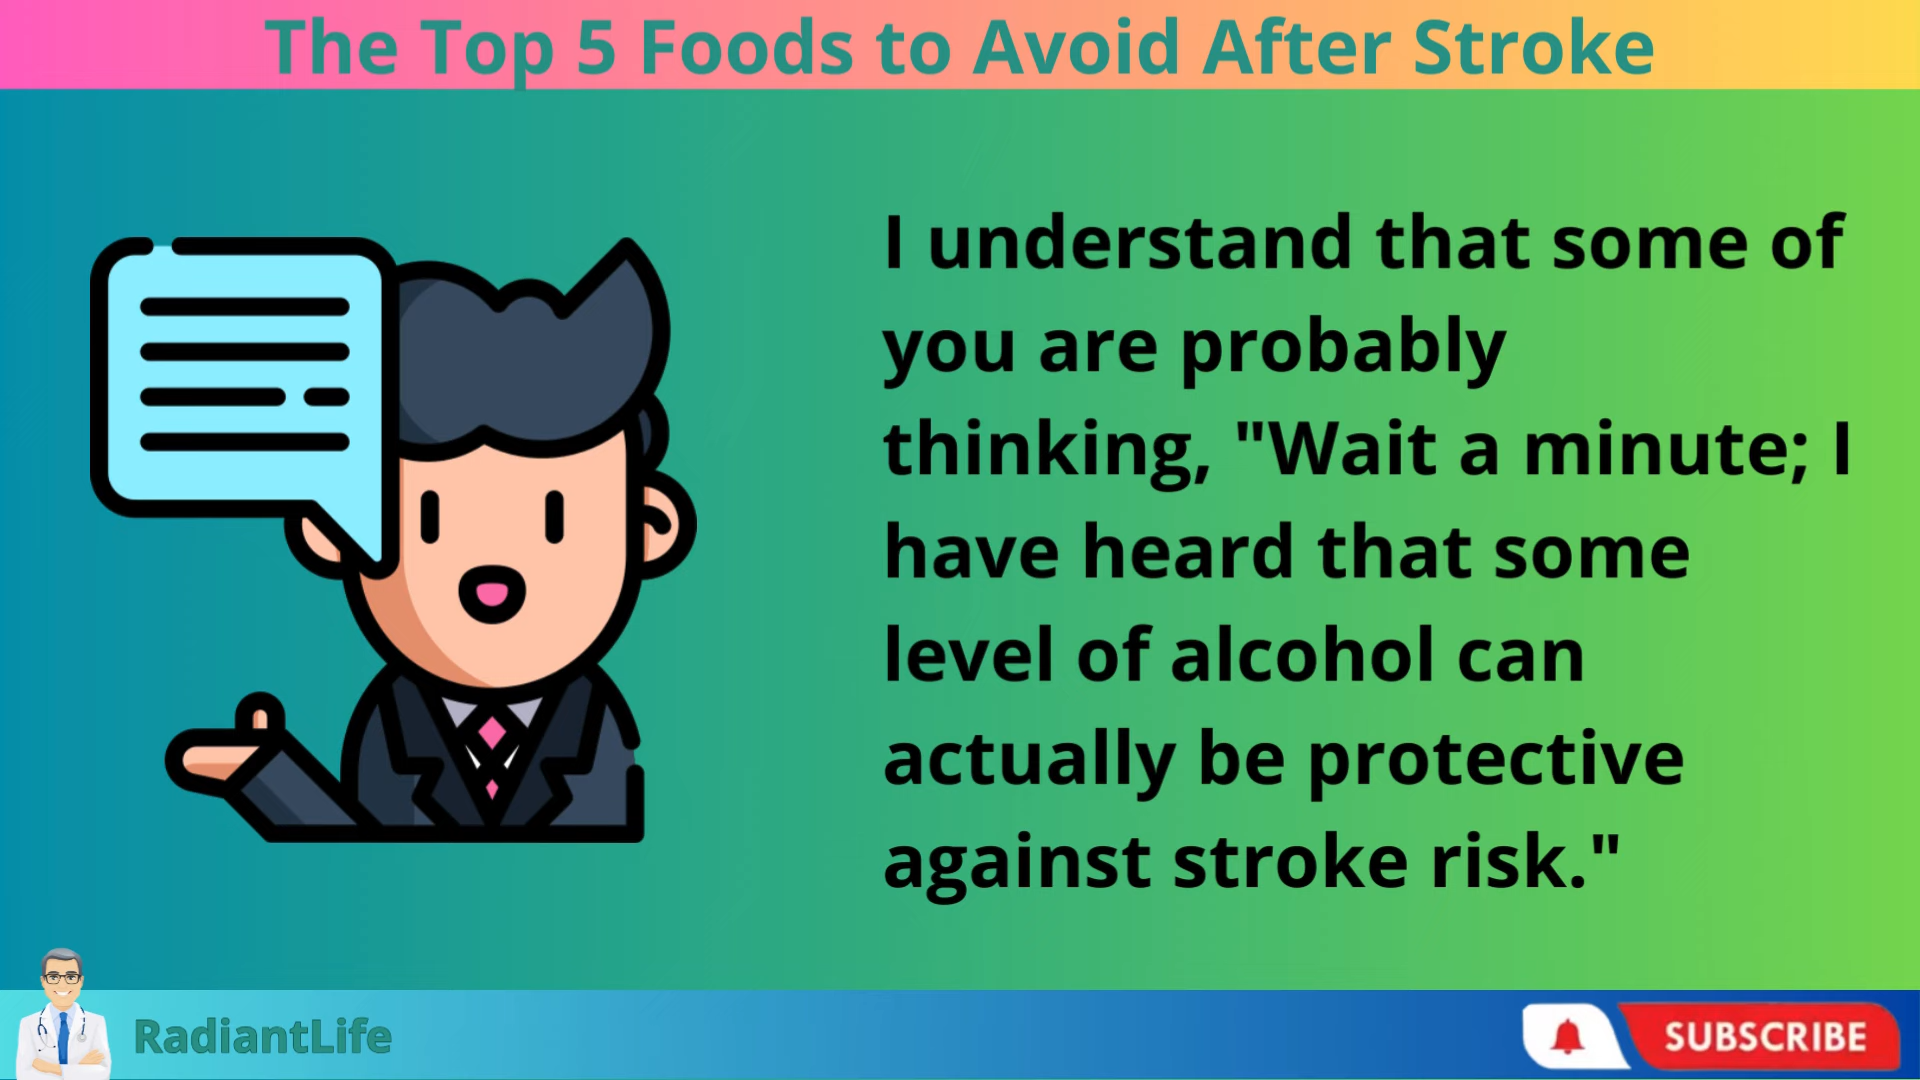 The Top 5 Foods to Avoid After Stroke
I understand that some of
you are probably
thinking, "Wait a minute; I
have heard that some
level of alcohol can
actually be protective
against stroke risk."
RadiantLife
SUBSCRIBE